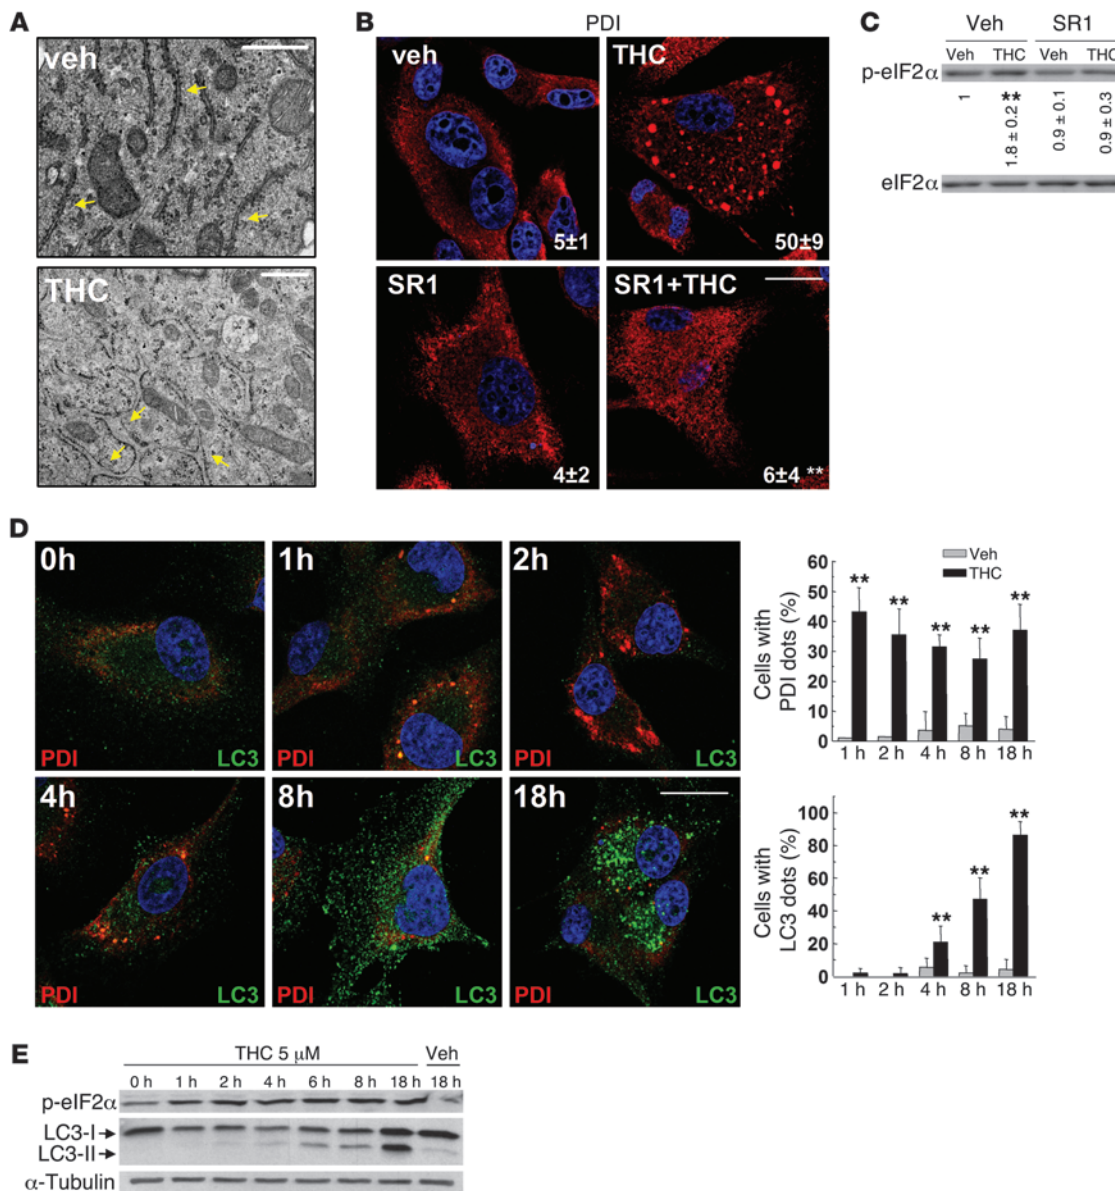 A
veh
THC
B
PDI
veh
5±1
THC
50±9
SR1
4±2
SR1+THC
6±4 **
C
Veh SR1
Veh THC Veh THC
p-eIF2α
1
1.8 ± 0.2 **
0.9 ± 0.1
0.9 ± 0.3
eIF2α
D
0h
PDI LC3
1h
PDI LC3
2h
PDI LC3
4h
PDI LC3
8h
PDI LC3
18h
PDI LC3
Veh
THC
Cells with
PDI dots (%)
60
50
40
30
20
10
0
** ** ** ** **
1 h 2 h 4 h 8 h 18 h
Cells with
LC3 dots (%)
100
80
60
40
20
0
** ** **
1 h 2 h 4 h 8 h 18 h
E
THC 5 μM Veh
0 h 1 h 2 h 4 h 6 h 8 h 18 h 18 h
p-eIF2α
LC3-I
LC3-II
α-Tubulin